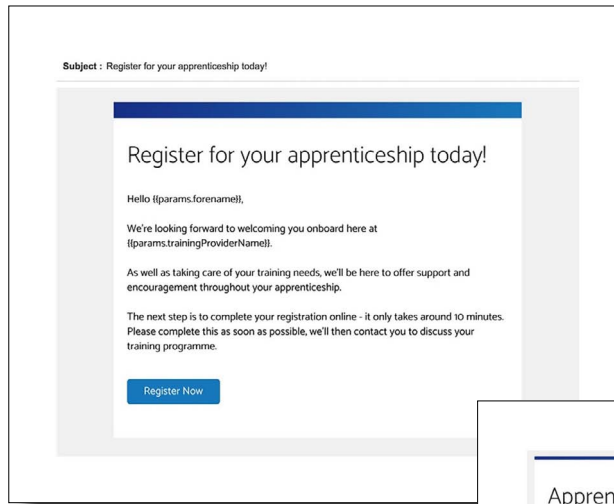 Subject : Register for your apprenticeship today!
Register for your apprenticeship today!
Hello {{params.forename}},
We're looking forward to welcoming you onboard here at
{{params.trainingProviderName}}.
As well as taking care of your training needs, we'll be here to offer support and
encouragement throughout your apprenticeship.
The next step is to complete your registration online - it only takes around 10 minutes.
Please complete this as soon as possible, we'll then contact you to discuss your
training programme.
Register Now
Appren